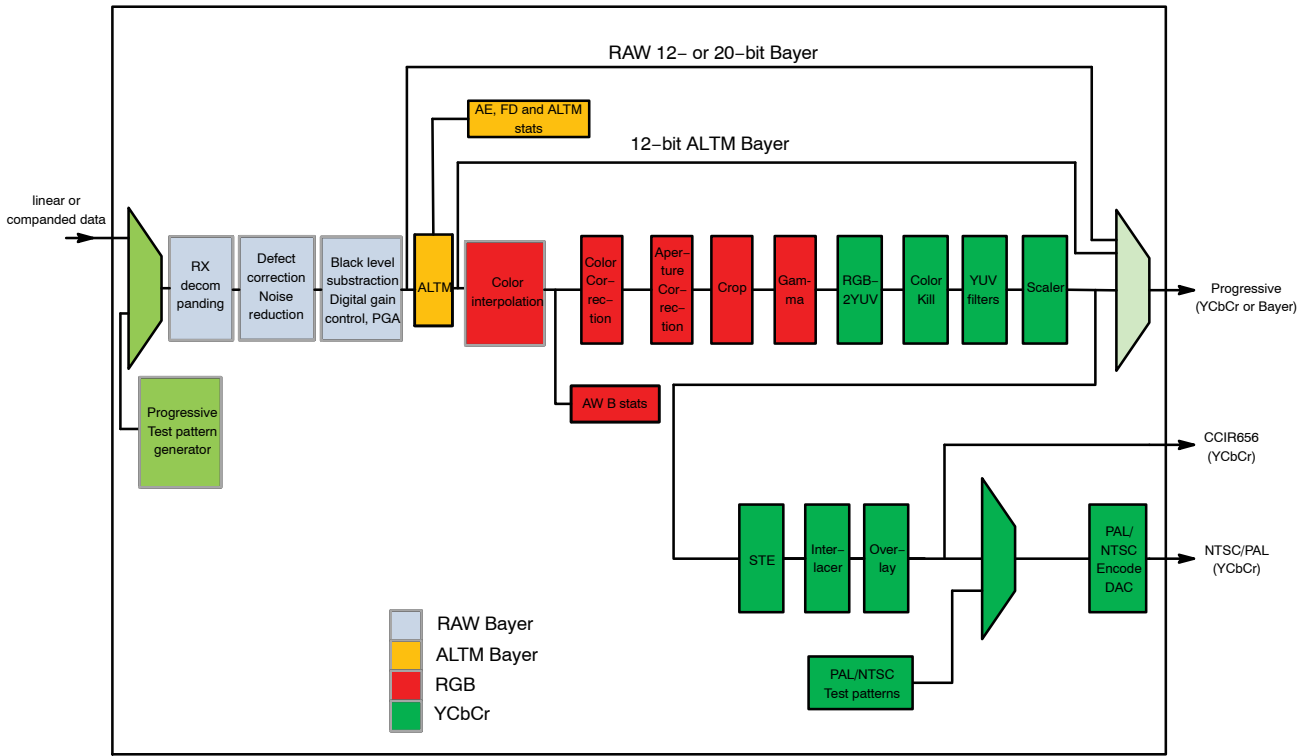 RAW 12− or 20−bit Bayer
AE, FD and ALTM
stats
12−bit ALTM Bayer
linear or
companded data
RX
decom
panding
Defect
correction
Noise
reduction
Black level
substraction
Digital gain
control, PGA
ALTM
Color
interpolation
Color
Cor−
rec−
tion
Aper−
ture
Cor−
rec−
tion
Crop
Gam−
ma
RGB−
2YUV
Color
Kill
YUV
filters
Scaler
Progressive
(YCbCr or Bayer)
AW B stats
Progressive
Test pattern
generator
CCIR656
(YCbCr)
STE
Inter−
lacer
Over−
lay
PAL/
NTSC
Encode
DAC
NTSC/PAL
(YCbCr)
PAL/NTSC
Test patterns
RAW Bayer
ALTM Bayer
RGB
YCbCr